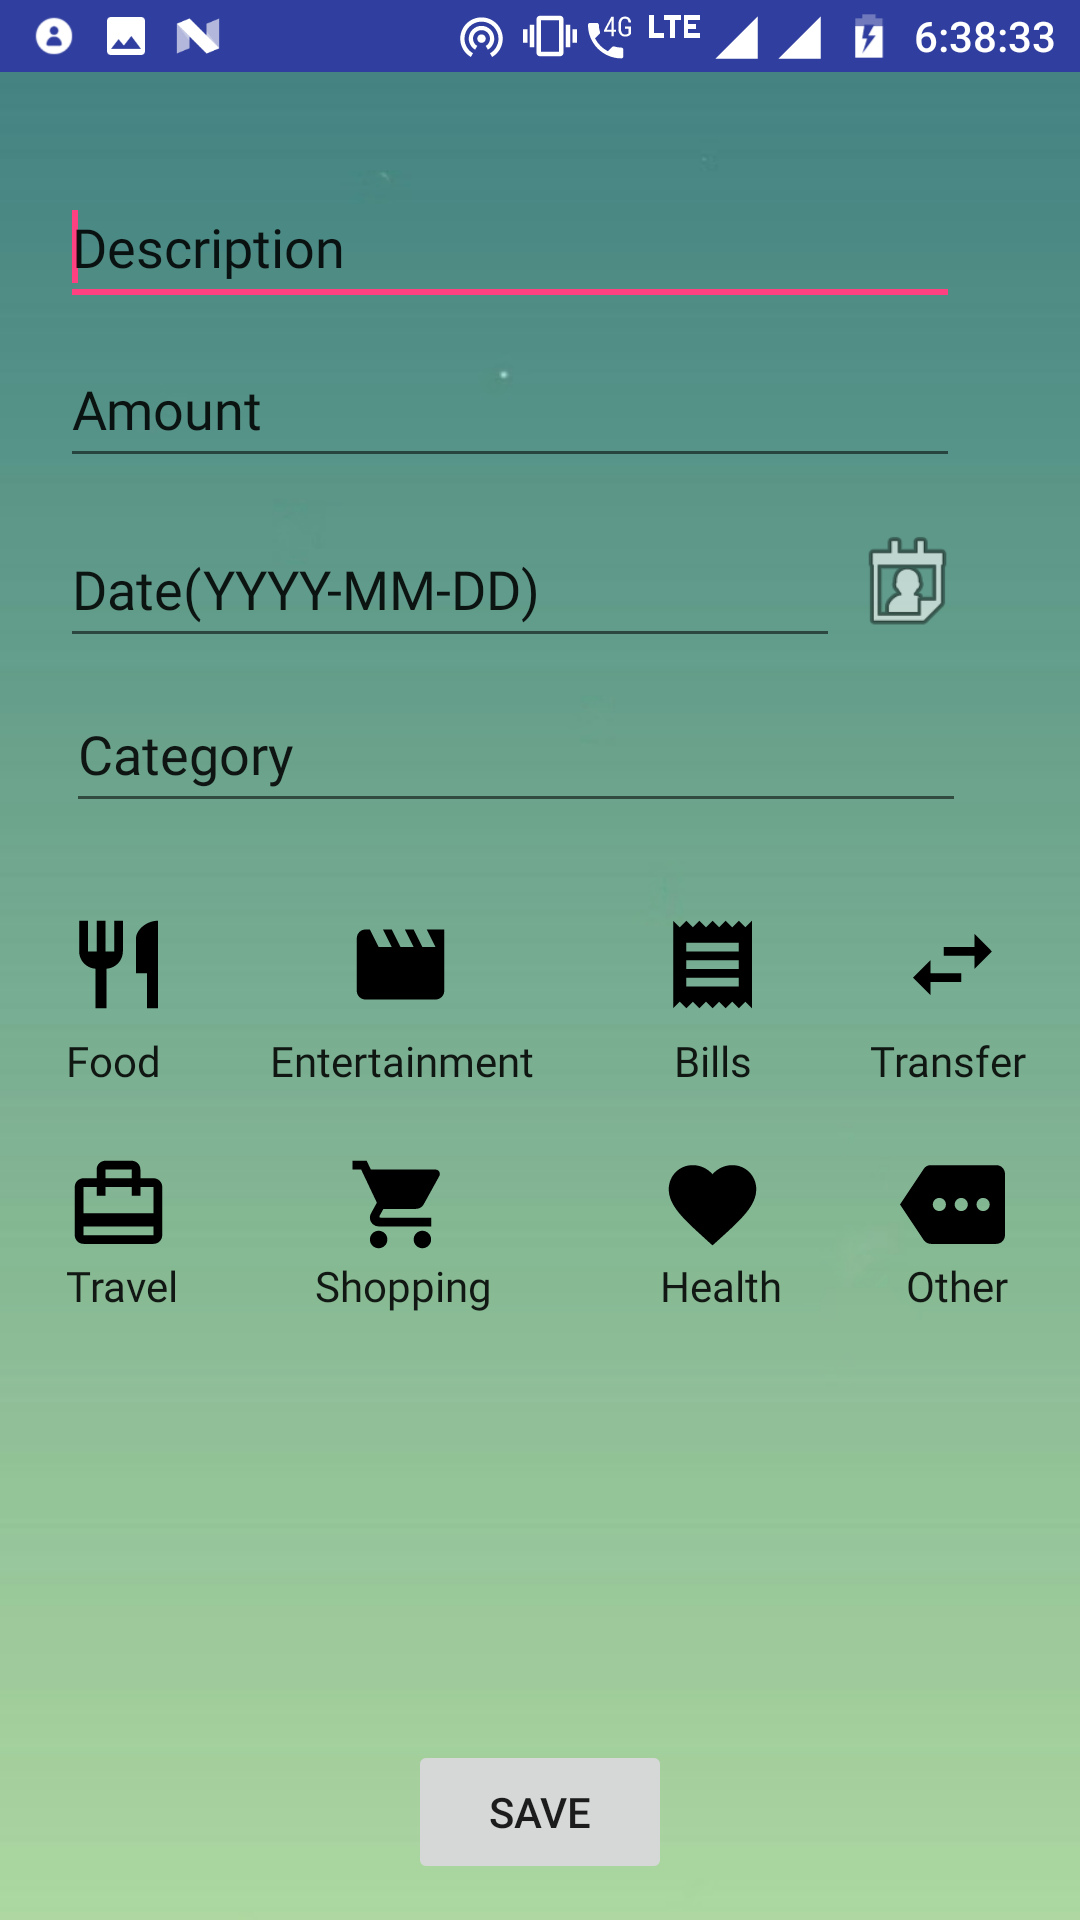 4G LTE 6:38:33
Description
Amount
Date(YYYY-MM-DD)
Category
Food Entertainment Bills Transfer
Travel Shopping Health Other
SAVE